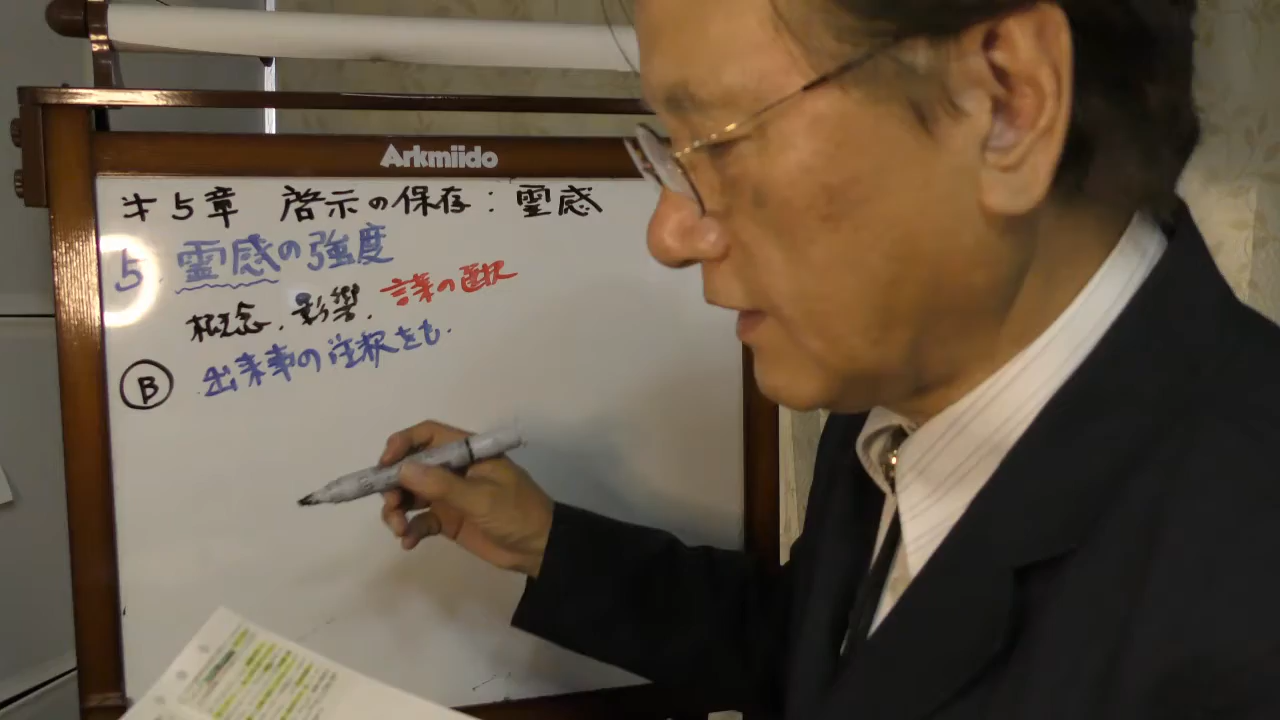 Arkmiido
第5章 啓示の保存:霊感
5 霊感の強度
概念.影響.言葉の選択
B 出来事の注釈をも.